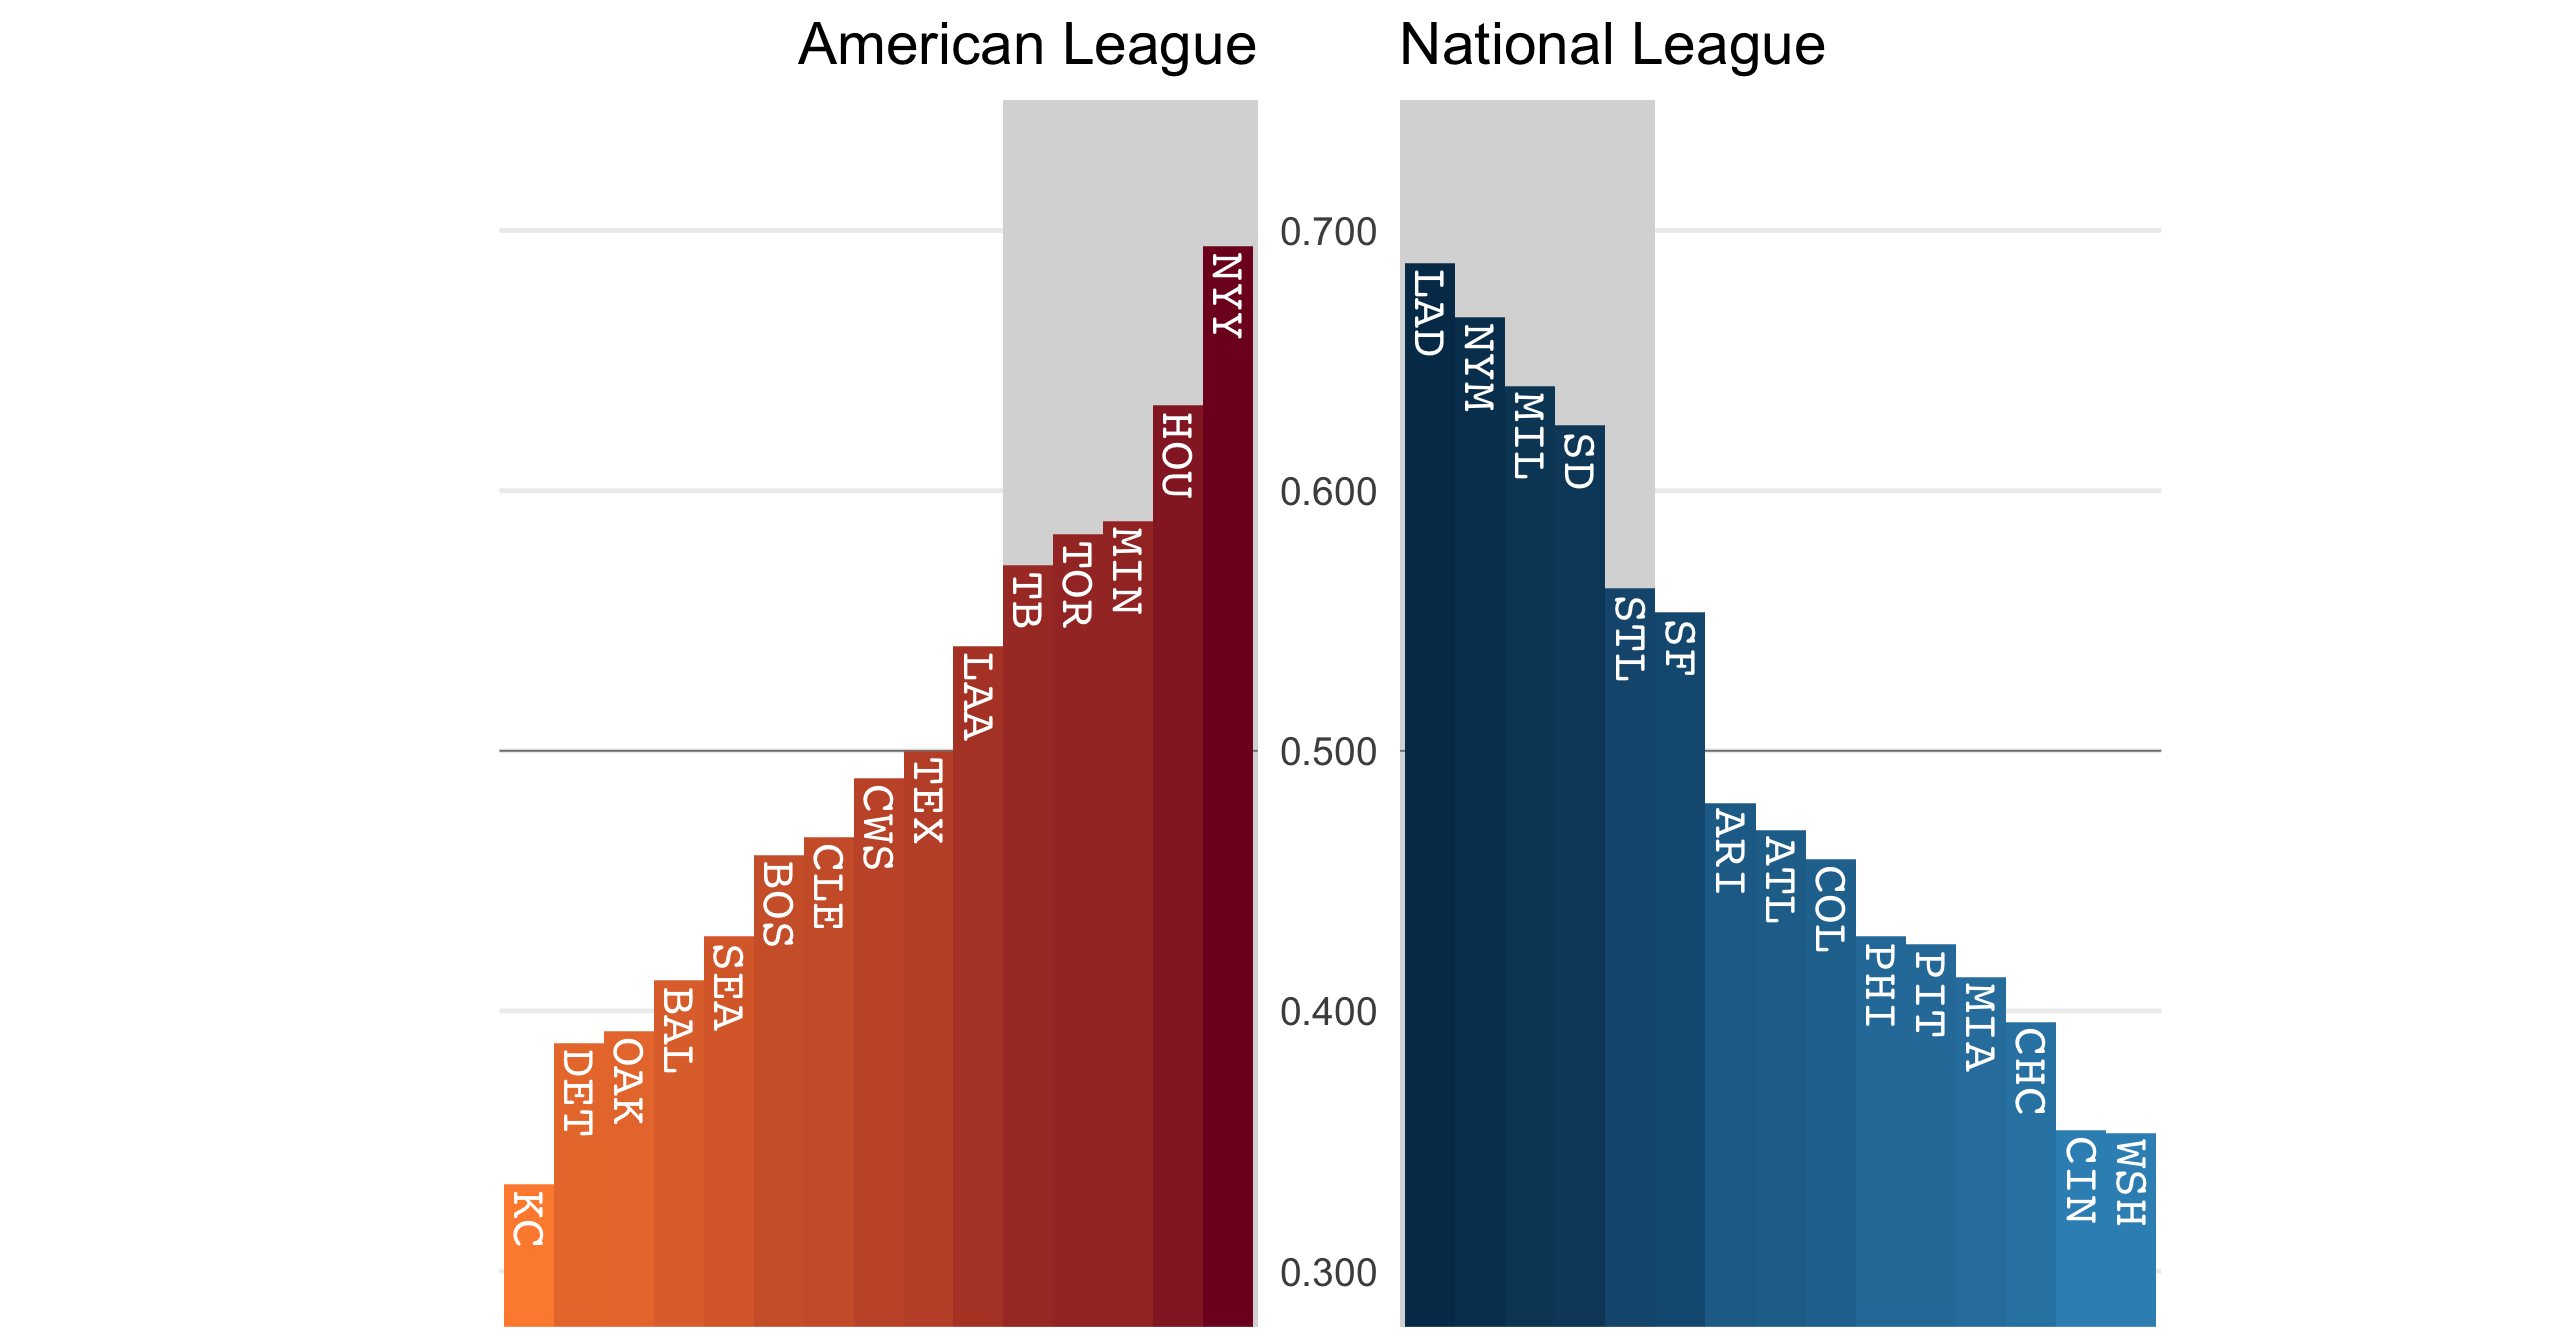 American League
National League
0.700
0.600
0.500
0.400
0.300
KC
DET
OAK
BAL
SEA
BOS
CLE
CWS
TEX
LAA
TB
TOR
MIN
HOU
NYY
LAD
NYM
MIL
SD
STL
SF
ARI
ATL
COL
PHI
PIT
MIA
CHC
CIN
WSH